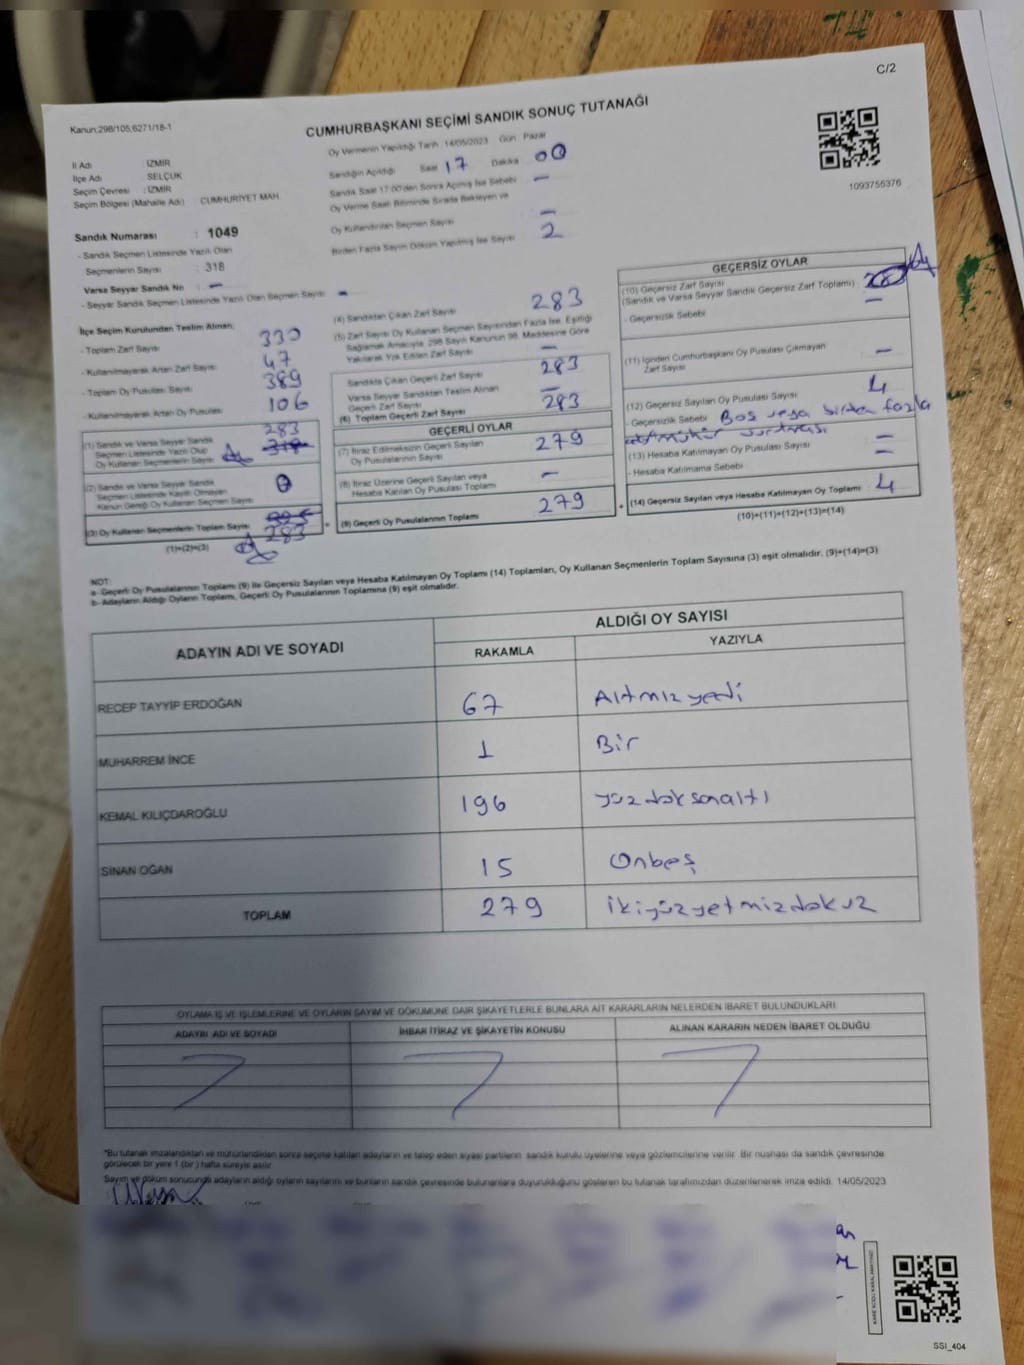 C/2
Kanun:298/105;6271/18-1
CUMHURBAŞKANI SEÇİMİ SANDIK SONUÇ TUTANAĞI
Oy Vermenin Yapıldığı Tarih :14/05/2023 Gün : Pazar
İl Adı : İZMİR
İlçe Adı : SELÇUK
Seçim Çevresi : İZMİR
Seçim Bölgesi (Mahalle Adı) CUMHURİYET MAH
Sandık Numarası : 1049
- Sandık Seçmen Listesinde Yazılı Olan
Seçmenlerin Sayısı : 318
Varsa Seyyar Sandık No : -
- Seyyar Sandık Seçmen Listesinde Yazılı Olan Seçmen Sayısı -
Sandığın Açıldığı Saat 17 Dakika 00
Sandık Saat 17:00'den Sonra Açılmış İse Sebebi -
Oy Verme Saati Bitiminde Sırada Bekleyen ve
Oy Kullandırılan Seçmen Sayısı -
Birden Fazla Sayım Döküm Yapılmış İse Sayısı 2
1093755376
İlçe Seçim Kurulundan Teslim Alınan;
- Toplam Zarf Sayısı 330
- Kullanılmayarak Artan Zarf Sayısı 47
- Toplam Oy Pusulası Sayısı 389
- Kullanılmayarak Artan Oy Pusulası 106
283
(1) Sandık ve Varsa Seyyar Sandık
Seçmen Listesinde Yazılı Olup
Oy Kullanan Seçmenlerin Sayısı 318
(2) Sandık ve Varsa Seyyar Sandık
Seçmen Listesinde Kayıtlı Olmayan
Kanun Gereği Oy Kullanan Seçmen Sayısı 0
(3) Oy Kullanan Seçmenlerin Toplam Sayısı
283
(1)+(2)=(3)
(4) Sandıktan Çıkan Zarf Sayısı 283
(5) Zarf Sayısı Oy Kullanan Seçmen Sayısından Fazla İse, Eşitliği
Sağlamak Amacıyla, 298 Sayılı Kanunun 98. Maddesine Göre
Yakılarak Yok Edilen Zarf Sayısı -
Sandıkta Çıkan Geçerli Zarf Sayısı 283
Varsa Seyyar Sandıktan Teslim Alınan
Geçerli Zarf Sayısı -
(6) Toplam Geçerli Zarf Sayısı 283
GEÇERLİ OYLAR
(7) İtiraz Edilmeksizin Geçerli Sayılan
Oy Pusulalarının Sayısı 279
(8) İtiraz Üzerine Geçerli Sayılan veya
Hesaba Katılan Oy Pusulası Toplamı -
(9) Geçerli Oy Pusulalarının Toplamı 279
GEÇERSİZ OYLAR
(10) Geçersiz Zarf Sayısı
(Sandık ve Varsa Seyyar Sandık Geçersiz Zarf Toplamı)
- Geçersizlik Sebebi -
(11) İçinden Cumhurbaşkanı Oy Pusulası Çıkmayan
Zarf Sayısı -
(12) Geçersiz Sayılan Oy Pusulası Sayısı 4
- Geçersizlik Sebebi Boş veya birden fazla
(13) Hesaba Katılmayan Oy Pusulası Sayısı -
- Hesaba Katılmama Sebebi -
(14) Geçersiz Sayılan veya Hesaba Katılmayan Oy Toplamı 4
(10)+(11)+(12)+(13)=(14)
NOT:
a- Geçerli Oy Pusulalarının Toplamı (9) ile Geçersiz Sayılan veya Hesaba Katılmayan Oy Toplamı (14) Toplamları, Oy Kullanan Seçmenlerin Toplam Sayısına (3) eşit olmalıdır. (9)+(14)=(3)
b- Adayların Aldığı Oyların Toplamı, Geçerli Oy Pusulalarının Toplamına (9) eşit olmalıdır.
ADAYIN ADI VE SOYADI ALDIĞI OY SAYISI
RAKAMLA YAZIYLA
RECEP TAYYİP ERDOĞAN 67 Altmızyedi
MUHARREM İNCE 1 Bir
KEMAL KILIÇDAROĞLU 196 yüzdoksanaltı
SİNAN OĞAN 15 Onbeş
TOPLAM 279 ikiyüzyetmizdokuz
OYLAMA İŞ VE İŞLEMLERİNE VE OYLARIN SAYIM VE DÖKÜMÜNE DAİR ŞİKAYETLERLE BUNLARA AİT KARARLARIN NELERDEN İBARET BULUNDUKLARI
ADAYIN ADI VE SOYADI İHBAR İTİRAZ VE ŞİKAYETİN KONUSU ALINAN KARARIN NEDEN İBARET OLDUĞU
*Bu tutanak imzalandıktan ve mühürlendikten sonra seçime katılan adayların ve talep eden siyasi partilerin sandık kurulu üyelerine veya gözlemcilerine verilir. Bir nüshası da sandık çevresinde
görülecek bir yere 1 (bir) hafta süreyle asılır.
Sayım ve döküm sonucunda adayların aldığı oyların sayılarını ve bunların sandık çevresinde bulunanlara duyurulduğunu gösteren bu tutanak tarafımızdan düzenlenerek imza edildi. 14/05/2023
KARE KODU KARALAMAYINIZ!
SSI_404